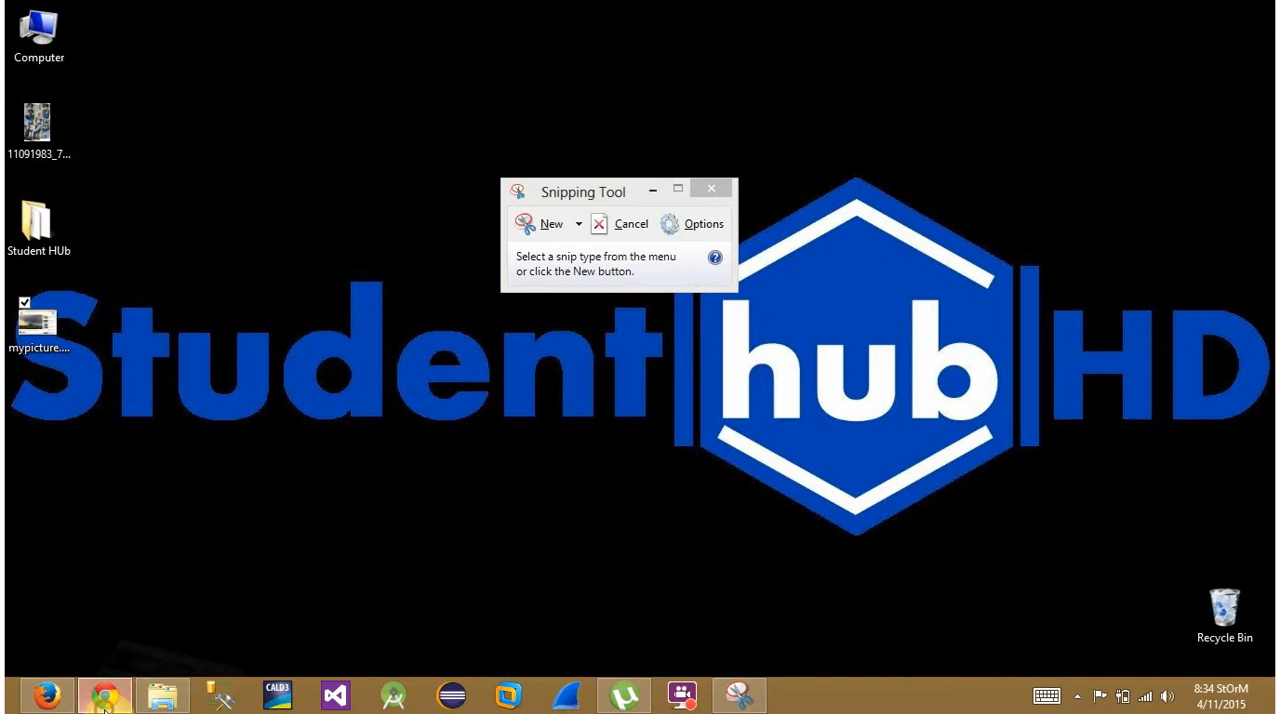 Computer
11091983_7...
Student HUb
mypicture....
Snipping Tool
New
Cancel
Options
Select a snip type from the menu
or click the New button.
Student hub HD
Recycle Bin
CALD3
8:34 StOrM
4/11/2015